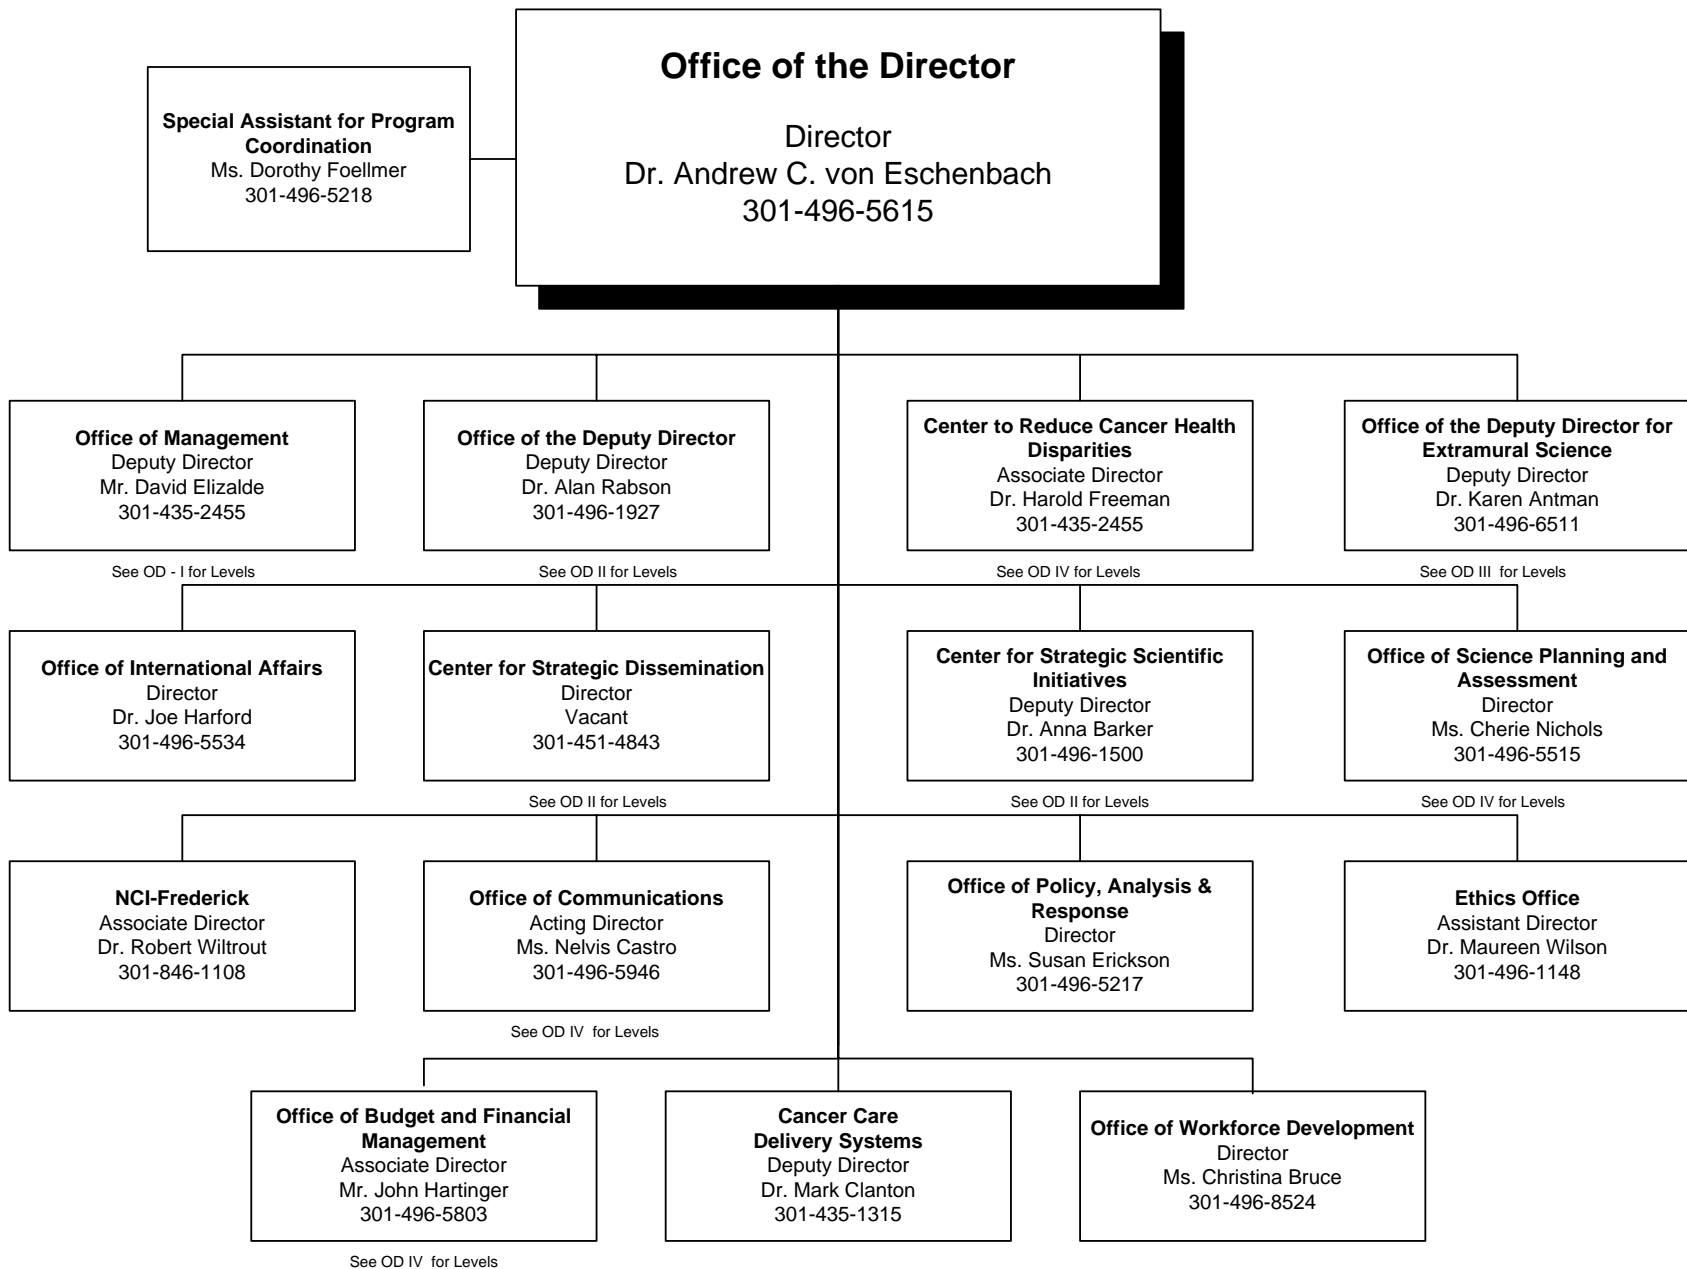 Office of the Director
Director
Dr. Andrew C. von Eschenbach
301-496-5615
Special Assistant for Program
Coordination
Ms. Dorothy Foellmer
301-496-5218
Office of Management
Deputy Director
Mr. David Elizalde
301-435-2455
See OD - I for Levels
Office of the Deputy Director
Deputy Director
Dr. Alan Rabson
301-496-1927
See OD II for Levels
Center to Reduce Cancer Health
Disparities
Associate Director
Dr. Harold Freeman
301-435-2455
See OD IV for Levels
Office of the Deputy Director for
Extramural Science
Deputy Director
Dr. Karen Antman
301-496-6511
See OD III  for Levels
Office of International Affairs
Director
Dr. Joe Harford
301-496-5534
Center for Strategic Dissemination
Director
Vacant
301-451-4843
See OD II for Levels
Center for Strategic Scientific
Initiatives
Deputy Director
Dr. Anna Barker
301-496-1500
See OD II for Levels
Office of Science Planning and
Assessment
Director
Ms. Cherie Nichols
301-496-5515
See OD IV for Levels
NCI-Frederick
Associate Director
Dr. Robert Wiltrout
301-846-1108
Office of Communications
Acting Director
Ms. Nelvis Castro
301-496-5946
See OD IV  for Levels
Office of Policy, Analysis &
Response
Director
Ms. Susan Erickson
301-496-5217
Ethics Office
Assistant Director
Dr. Maureen Wilson
301-496-1148
Office of Budget and Financial
Management
Associate Director
Mr. John Hartinger
301-496-5803
See OD IV  for Levels
Cancer Care
Delivery Systems
Deputy Director
Dr. Mark Clanton
301-435-1315
Office of Workforce Development
Director
Ms. Christina Bruce
301-496-8524